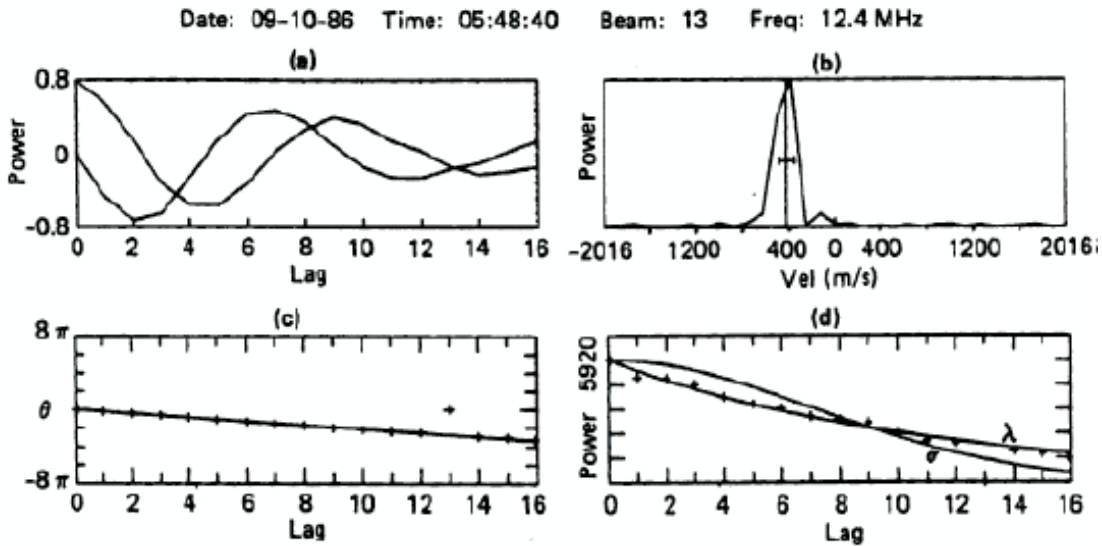 Date: 09-10-86 Time: 05:48:40 Beam: 13 Freq: 12.4 MHz
(a)
0.8
0
-0.8
Power
0 2 4 6 8 10 12 14 16
Lag
(b)
Power
-2016 1200 400 0 400 1200 2016
Vel (m/s)
(c)
8π
θ
-8π
0 2 4 6 8 10 12 14 16
Lag
(d)
5920
Power
λ
σ
0 2 4 6 8 10 12 14 16
Lag